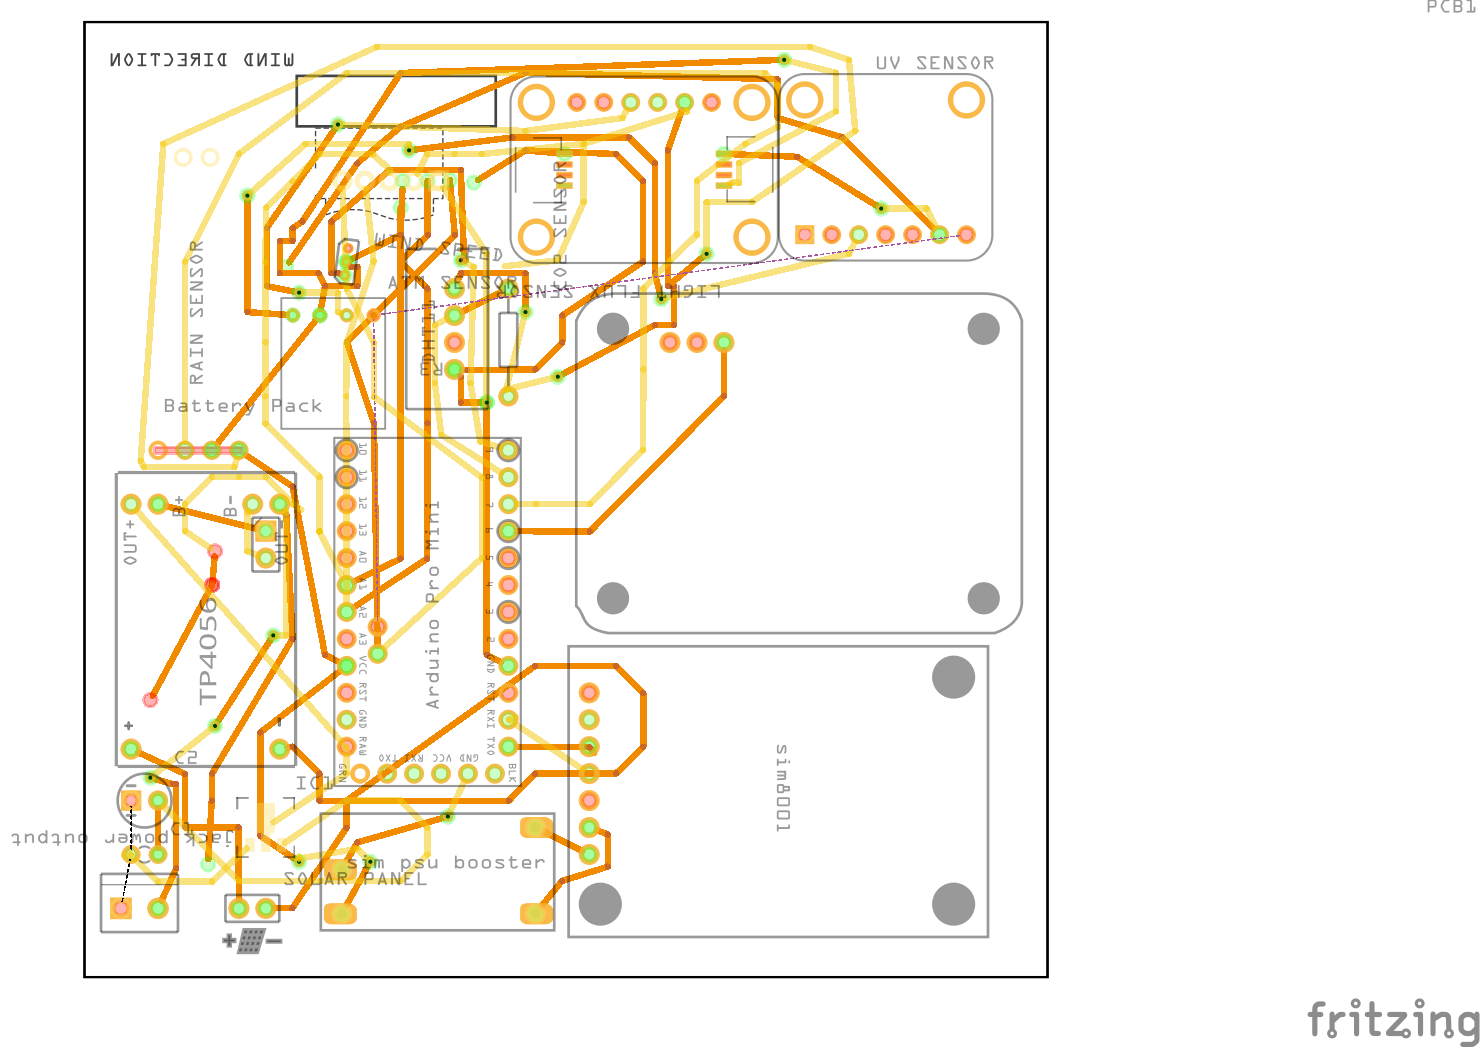 PCB1
WIND DIRECTION
UV SENSOR
CO2 SENSOR
WIND SPEED
RAIN SENSOR
ATM SENSOR
LIGHT FLUX SENSOR
DHT11
R3
Battery Pack
10
11
12
13
A0
A1
A2
A3
VCC
RST
GND
RAW
9
8
7
6
5
4
3
2
GND
RST
RXI
TXO
Arduino Pro Mini
B+
B-
OUT+
OUT-
TP4056
+
-
C2
IC1
GRN
TXO
RXI
VCC
GND
BLK
C1
jack power output
sim psu booster
SOLAR PANEL
+
-
sim800l
fritzing